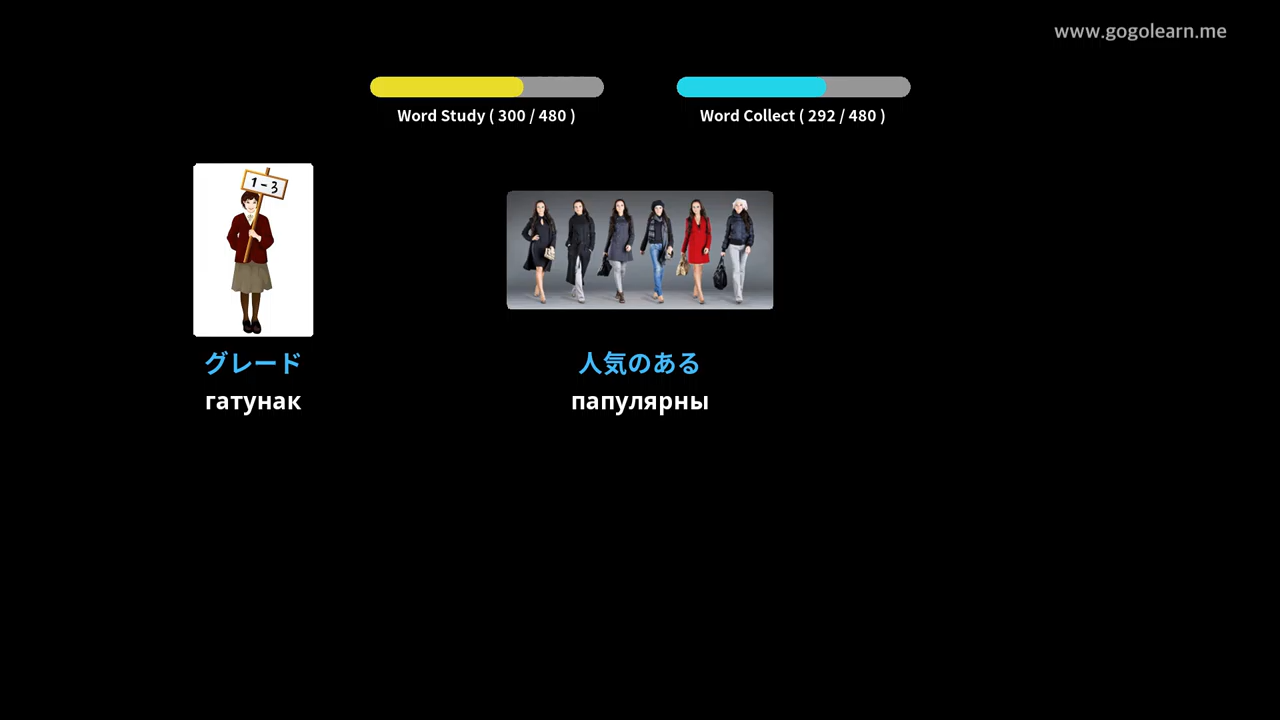 www.gogolearn.me
Word Study ( 300 / 480 )
Word Collect ( 292 / 480 )
1-3
グレード
гатунак
人気のある
папулярны